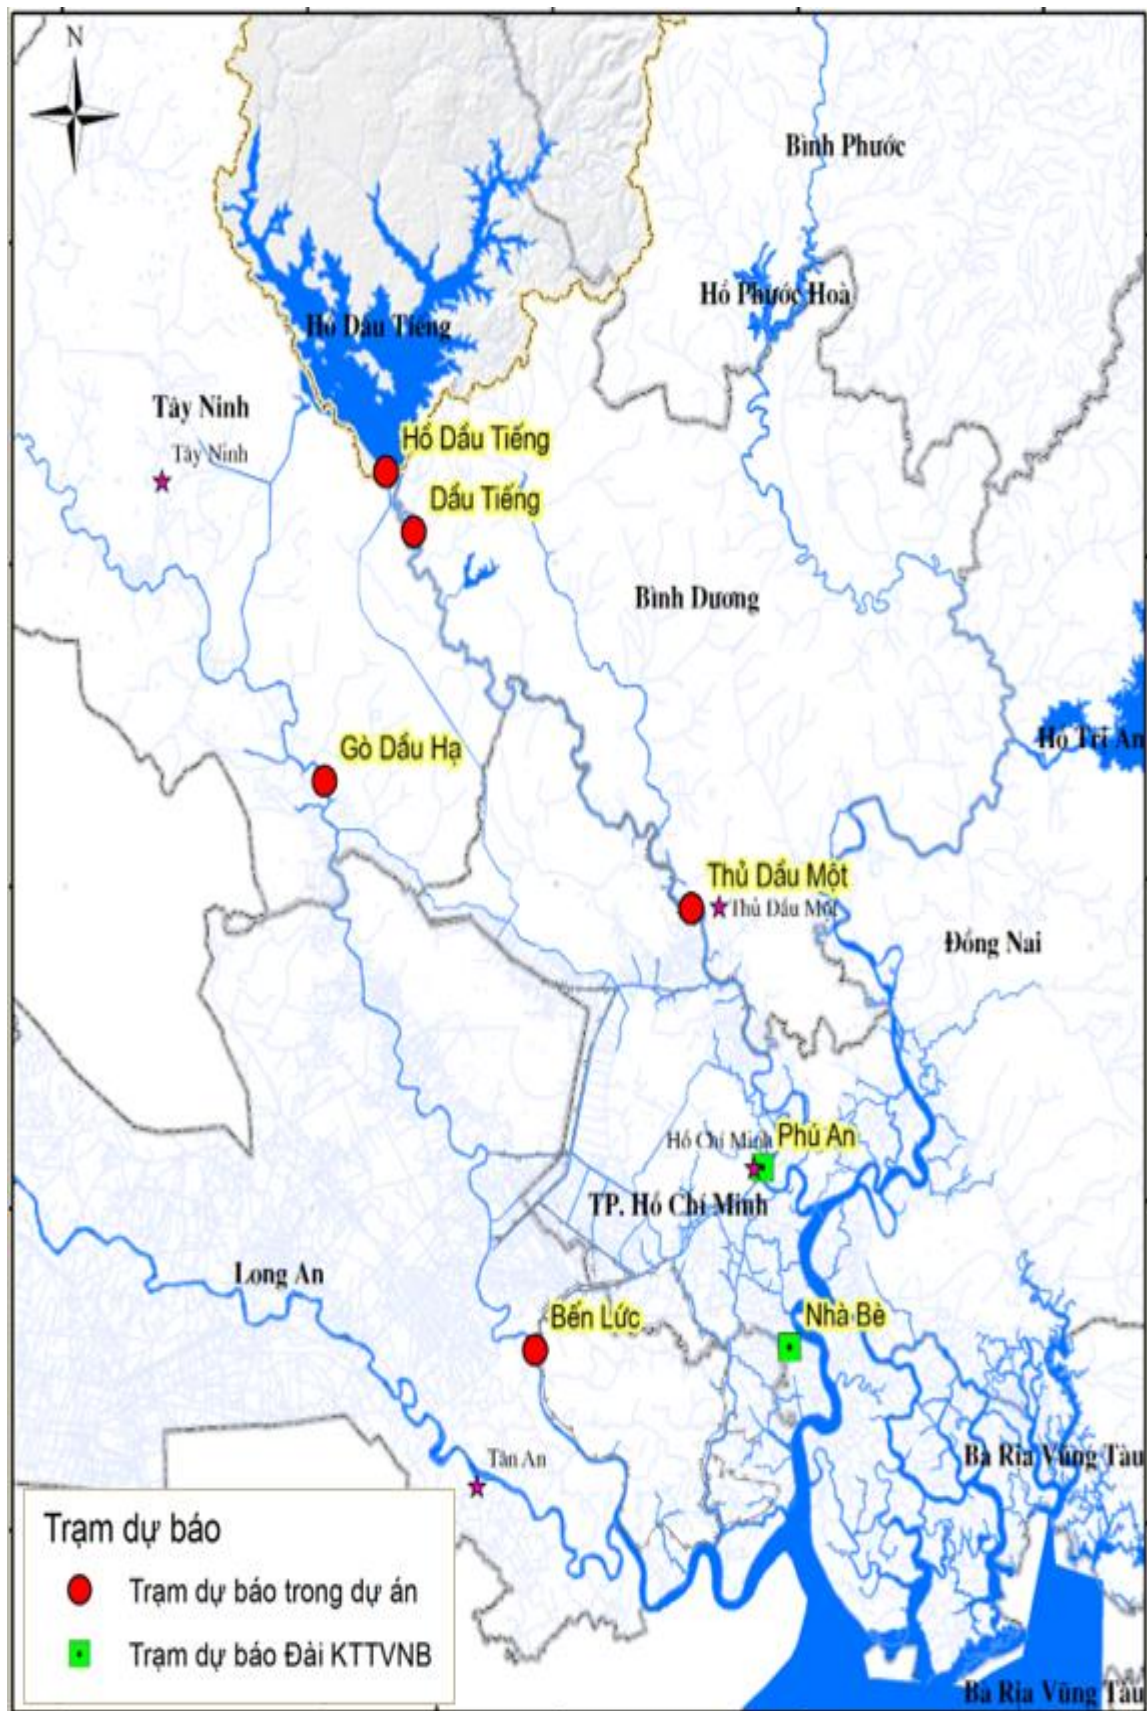 N
Bình Phước
Hồ Phước Hoà
Hồ Dầu Tiếng
Tây Ninh
Tây Ninh
Hồ Dầu Tiếng
Dầu Tiếng
Bình Dương
Hồ Trị An
Gò Dầu Hạ
Thủ Dầu Một
Thủ Dầu Một
Đồng Nai
Hồ Chí Minh
Phú An
TP. Hồ Chí Minh
Long An
Bến Lức
Nhà Bè
Bà Rịa Vũng Tàu
Tân An
Trạm dự báo
Trạm dự báo trong dự án
Trạm dự báo Đài KTTVNB
Bà Rịa Vũng Tàu